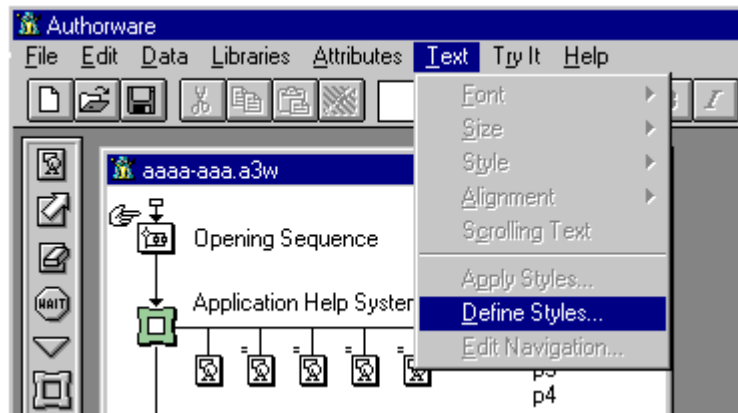 Authorware
File Edit Data Libraries Attributes Text Try It Help
Font
Size
Style
Alignment
Scrolling Text
Apply Styles...
Define Styles...
Edit Navigation...
I
aaaa-aaa.a3w
Opening Sequence
Application Help System
WAIT
p4